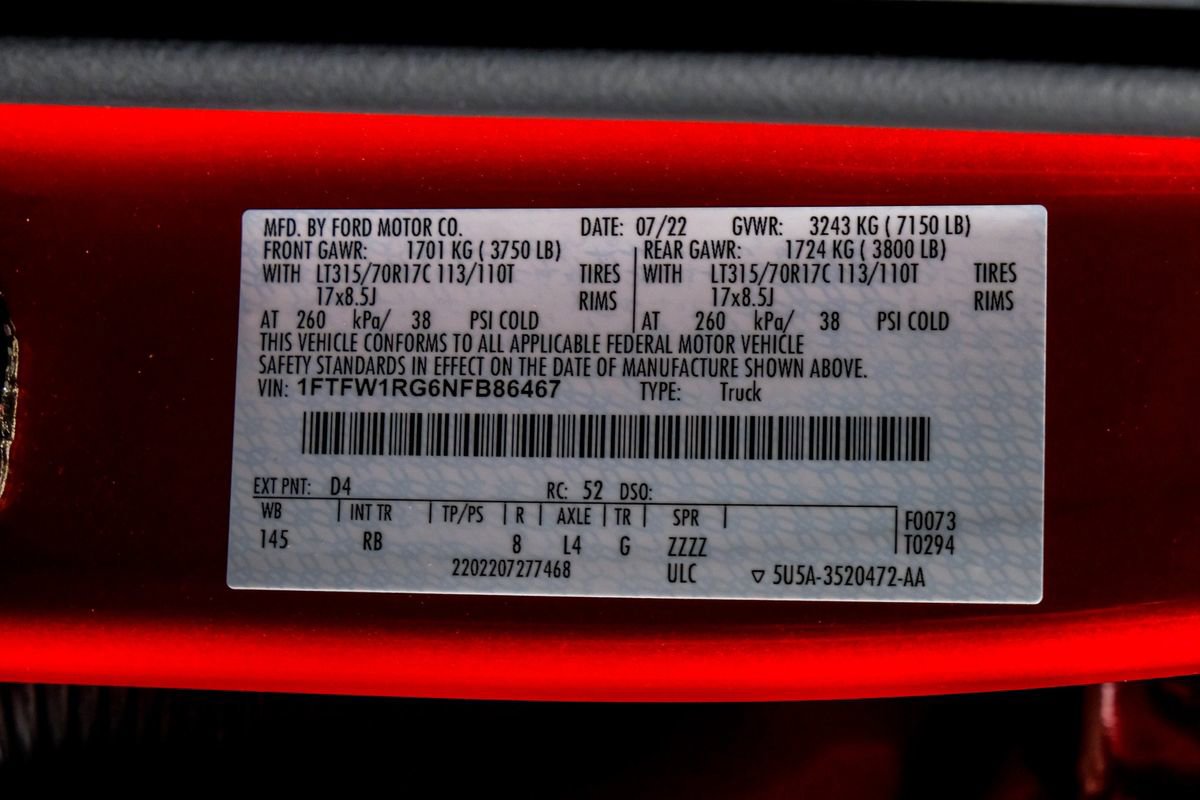 MFD. BY FORD MOTOR CO. DATE: 07/22 GVWR: 3243 KG ( 7150 LB)
FRONT GAWR: 1701 KG ( 3750 LB) REAR GAWR: 1724 KG ( 3800 LB)
WITH LT315/70R17C 113/110T TIRES WITH LT315/70R17C 113/110T TIRES
17x8.5J RIMS 17x8.5J RIMS
AT 260 kPa/ 38 PSI COLD AT 260 kPa/ 38 PSI COLD
THIS VEHICLE CONFORMS TO ALL APPLICABLE FEDERAL MOTOR VEHICLE
SAFETY STANDARDS IN EFFECT ON THE DATE OF MANUFACTURE SHOWN ABOVE.
VIN: 1FTFW1RG6NFB86467 TYPE: Truck
EXT PNT: D4 RC: 52 DSO:
WB INT TR TP/PS R AXLE TR SPR F0073
145 RB 8 L4 G ZZZZ T0294
2202207277468 ULC ▽ 5U5A-3520472-AA